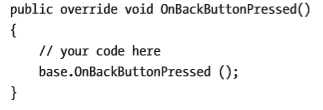 public override void OnBackButtonPressed()
{
    // your code here
    base.OnBackButtonPressed ();
}